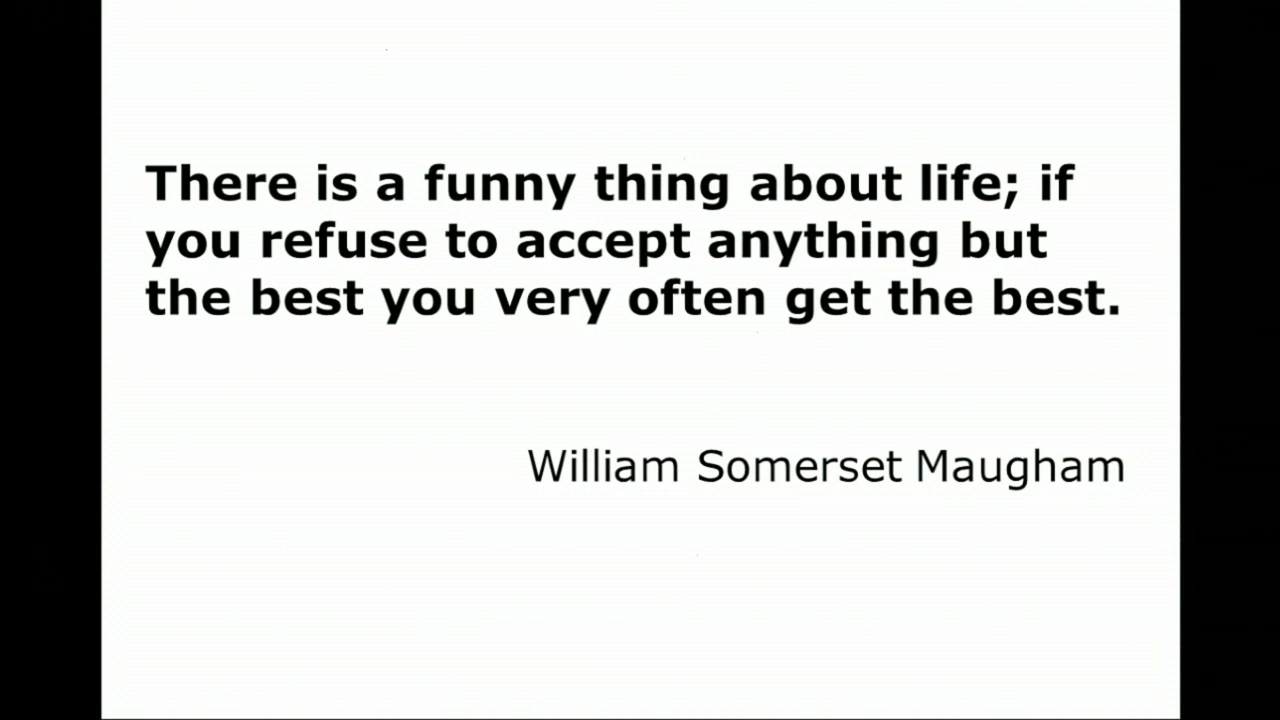 There is a funny thing about life; if
you refuse to accept anything but
the best you very often get the best.
William Somerset Maugham